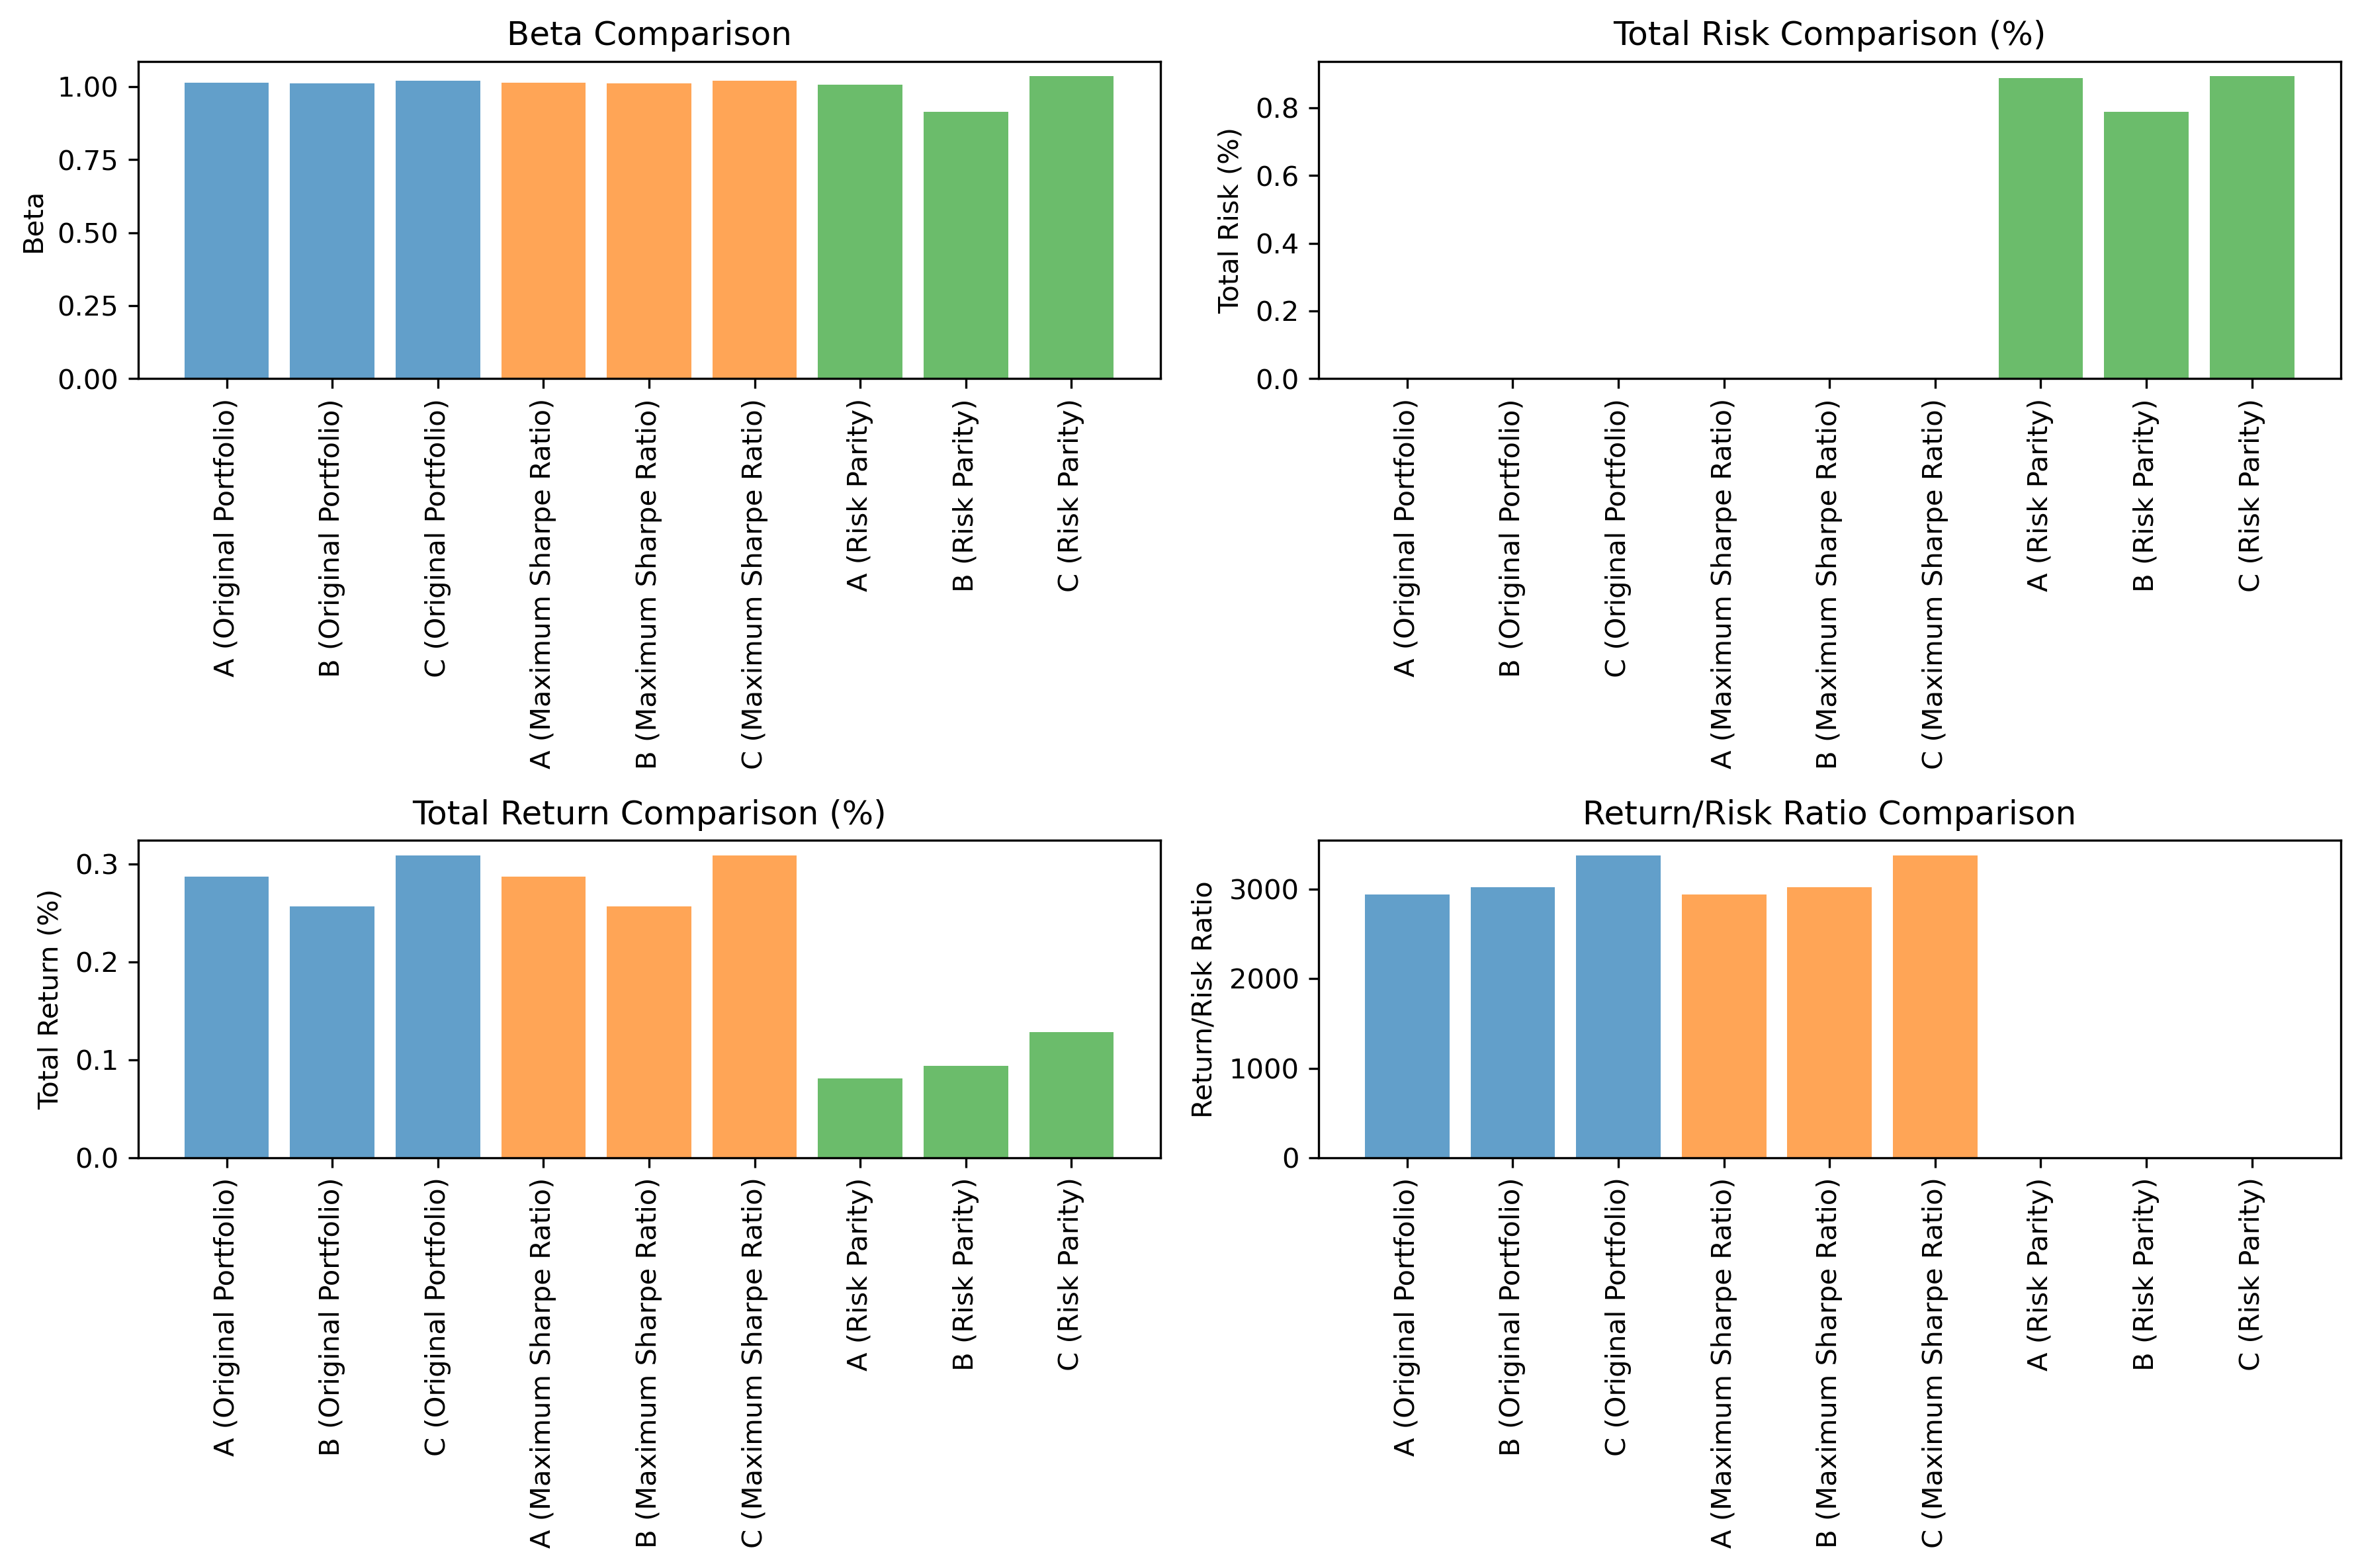 Beta Comparison
Beta
1.00
0.75
0.50
0.25
0.00
A (Original Portfolio)
B (Original Portfolio)
C (Original Portfolio)
A (Maximum Sharpe Ratio)
B (Maximum Sharpe Ratio)
C (Maximum Sharpe Ratio)
A (Risk Parity)
B (Risk Parity)
C (Risk Parity)
Total Risk Comparison (%)
Total Risk (%)
0.8
0.6
0.4
0.2
0.0
A (Original Portfolio)
B (Original Portfolio)
C (Original Portfolio)
A (Maximum Sharpe Ratio)
B (Maximum Sharpe Ratio)
C (Maximum Sharpe Ratio)
A (Risk Parity)
B (Risk Parity)
C (Risk Parity)
Total Return Comparison (%)
Total Return (%)
0.3
0.2
0.1
0.0
A (Original Portfolio)
B (Original Portfolio)
C (Original Portfolio)
A (Maximum Sharpe Ratio)
B (Maximum Sharpe Ratio)
C (Maximum Sharpe Ratio)
A (Risk Parity)
B (Risk Parity)
C (Risk Parity)
Return/Risk Ratio Comparison
Return/Risk Ratio
3000
2000
1000
0
A (Original Portfolio)
B (Original Portfolio)
C (Original Portfolio)
A (Maximum Sharpe Ratio)
B (Maximum Sharpe Ratio)
C (Maximum Sharpe Ratio)
A (Risk Parity)
B (Risk Parity)
C (Risk Parity)